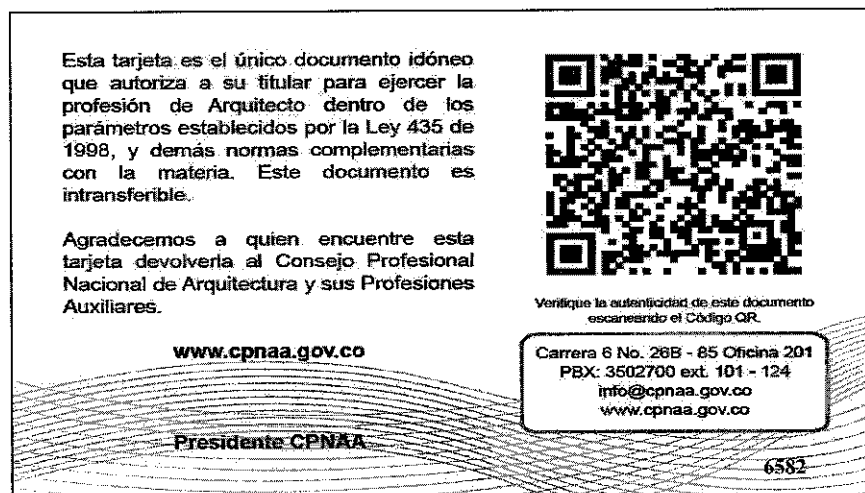 Esta tarjeta es el único documento idóneo
que autoriza a su titular para ejercer la
profesión de Arquitecto dentro de los
parámetros establecidos por la Ley 435 de
1998, y demás normas complementarias
con la materia. Este documento es
intransferible.
Agradecemos a quien encuentre esta
tarjeta devolverla al Consejo Profesional
Nacional de Arquitectura y sus Profesiones
Auxiliares.
www.cpnaa.gov.co
Presidente CPNAA
Verifique la autenticidad de este documento
escaneando el Código QR.
Carrera 6 No. 26B - 85 Oficina 201
PBX: 3502700 ext. 101 - 124
info@cpnaa.gov.co
www.cpnaa.gov.co
6582